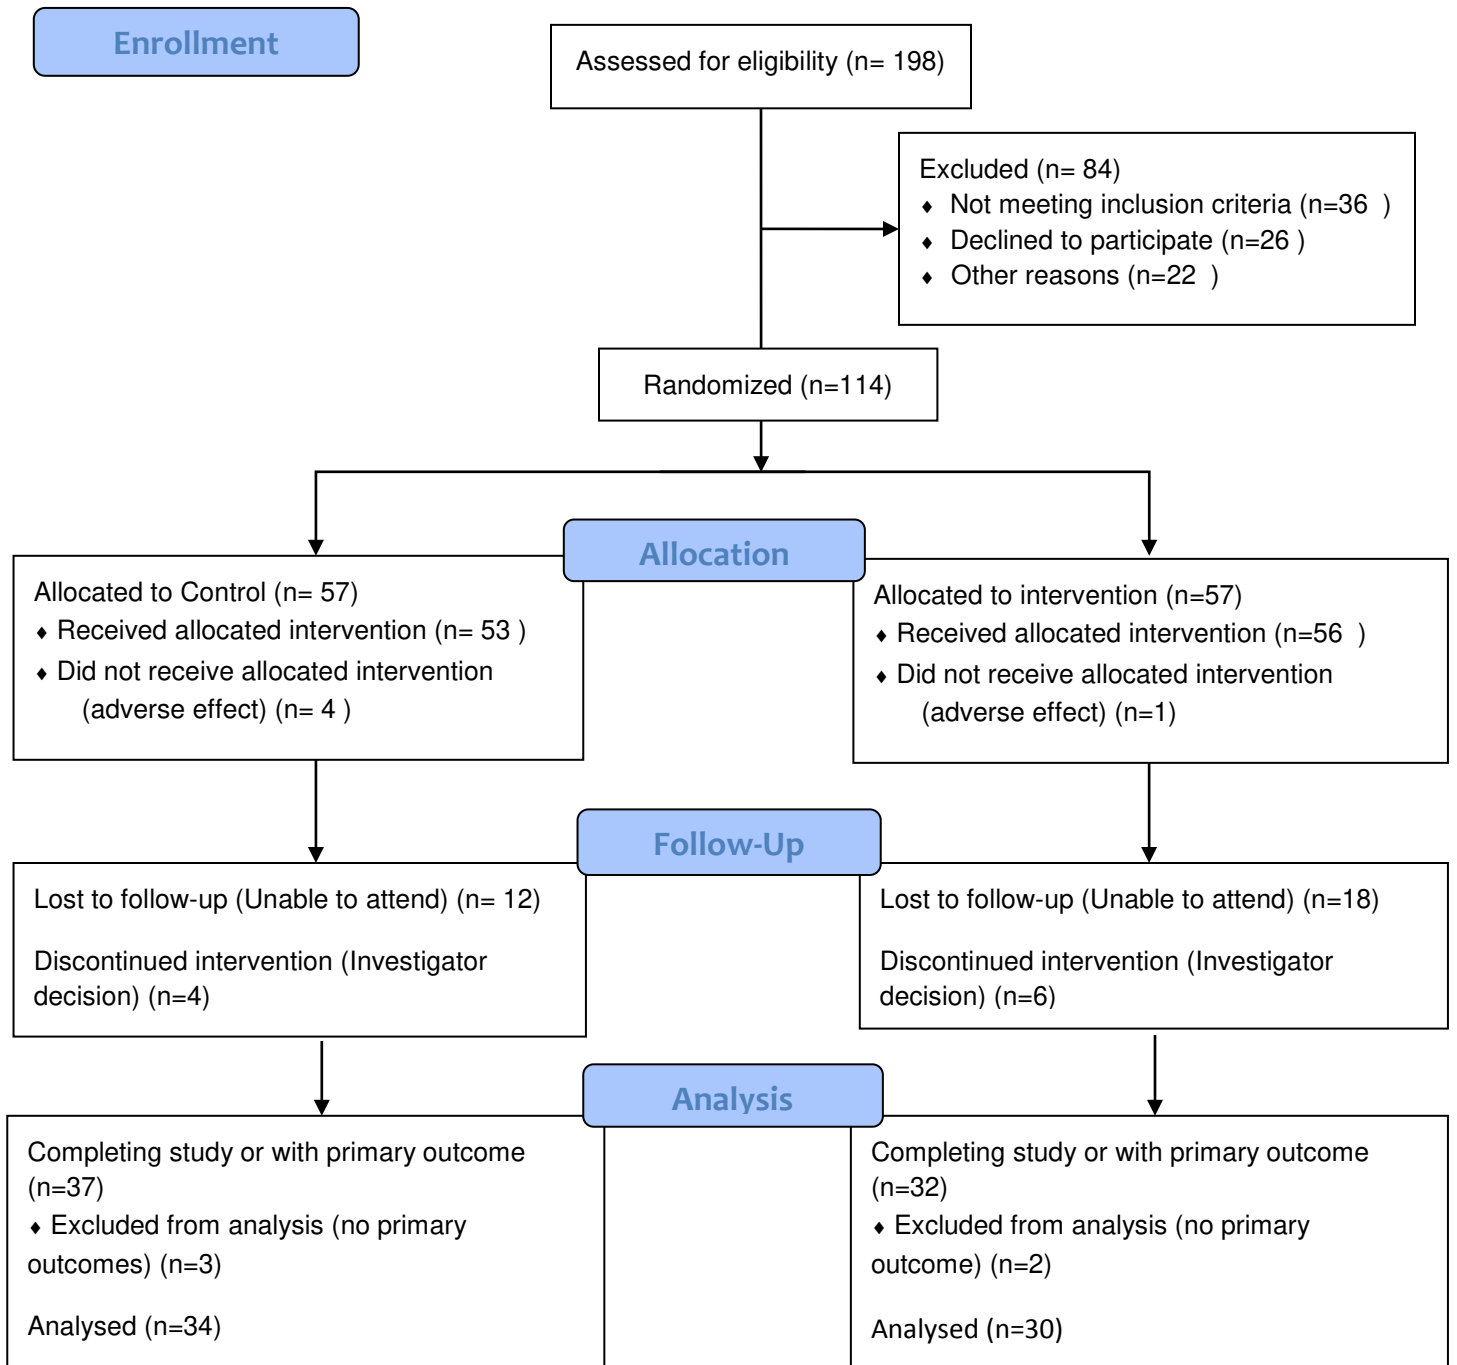 Enrollment
Assessed for eligibility (n= 198)
Excluded (n= 84)
♦ Not meeting inclusion criteria (n=36 )
♦ Declined to participate (n=26 )
♦ Other reasons (n=22 )
Randomized (n=114)
Allocation
Allocated to Control (n= 57)
♦ Received allocated intervention (n= 53 )
♦ Did not receive allocated intervention
(adverse effect) (n= 4 )
Allocated to intervention (n=57)
♦ Received allocated intervention (n=56 )
♦ Did not receive allocated intervention
(adverse effect) (n=1)
Follow-Up
Lost to follow-up (Unable to attend) (n= 12)
Discontinued intervention (Investigator
decision) (n=4)
Lost to follow-up (Unable to attend) (n=18)
Discontinued intervention (Investigator
decision) (n=6)
Analysis
Completing study or with primary outcome
(n=37)
♦ Excluded from analysis (no primary
outcomes) (n=3)
Analysed (n=34)
Completing study or with primary outcome
(n=32)
♦ Excluded from analysis (no primary
outcome) (n=2)
Analysed (n=30)